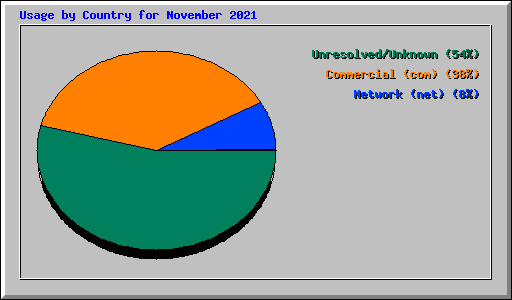 Usage by Country for November 2021
Unresolved/Unknown (54%)
Commercial (com) (38%)
Network (net) (8%)